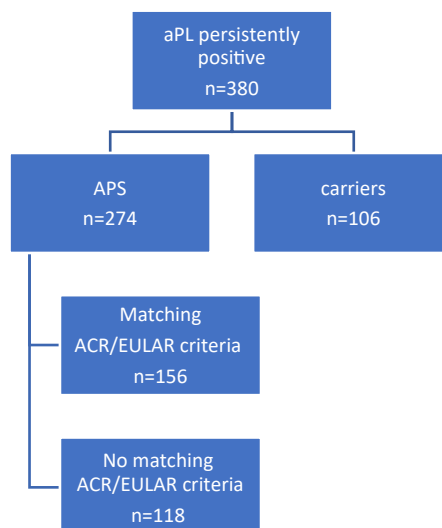 aPL persistently
positive
n=380
APS
n=274
carriers
n=106
Matching
ACR/EULAR criteria
n=156
No matching
ACR/EULAR criteria
n=118